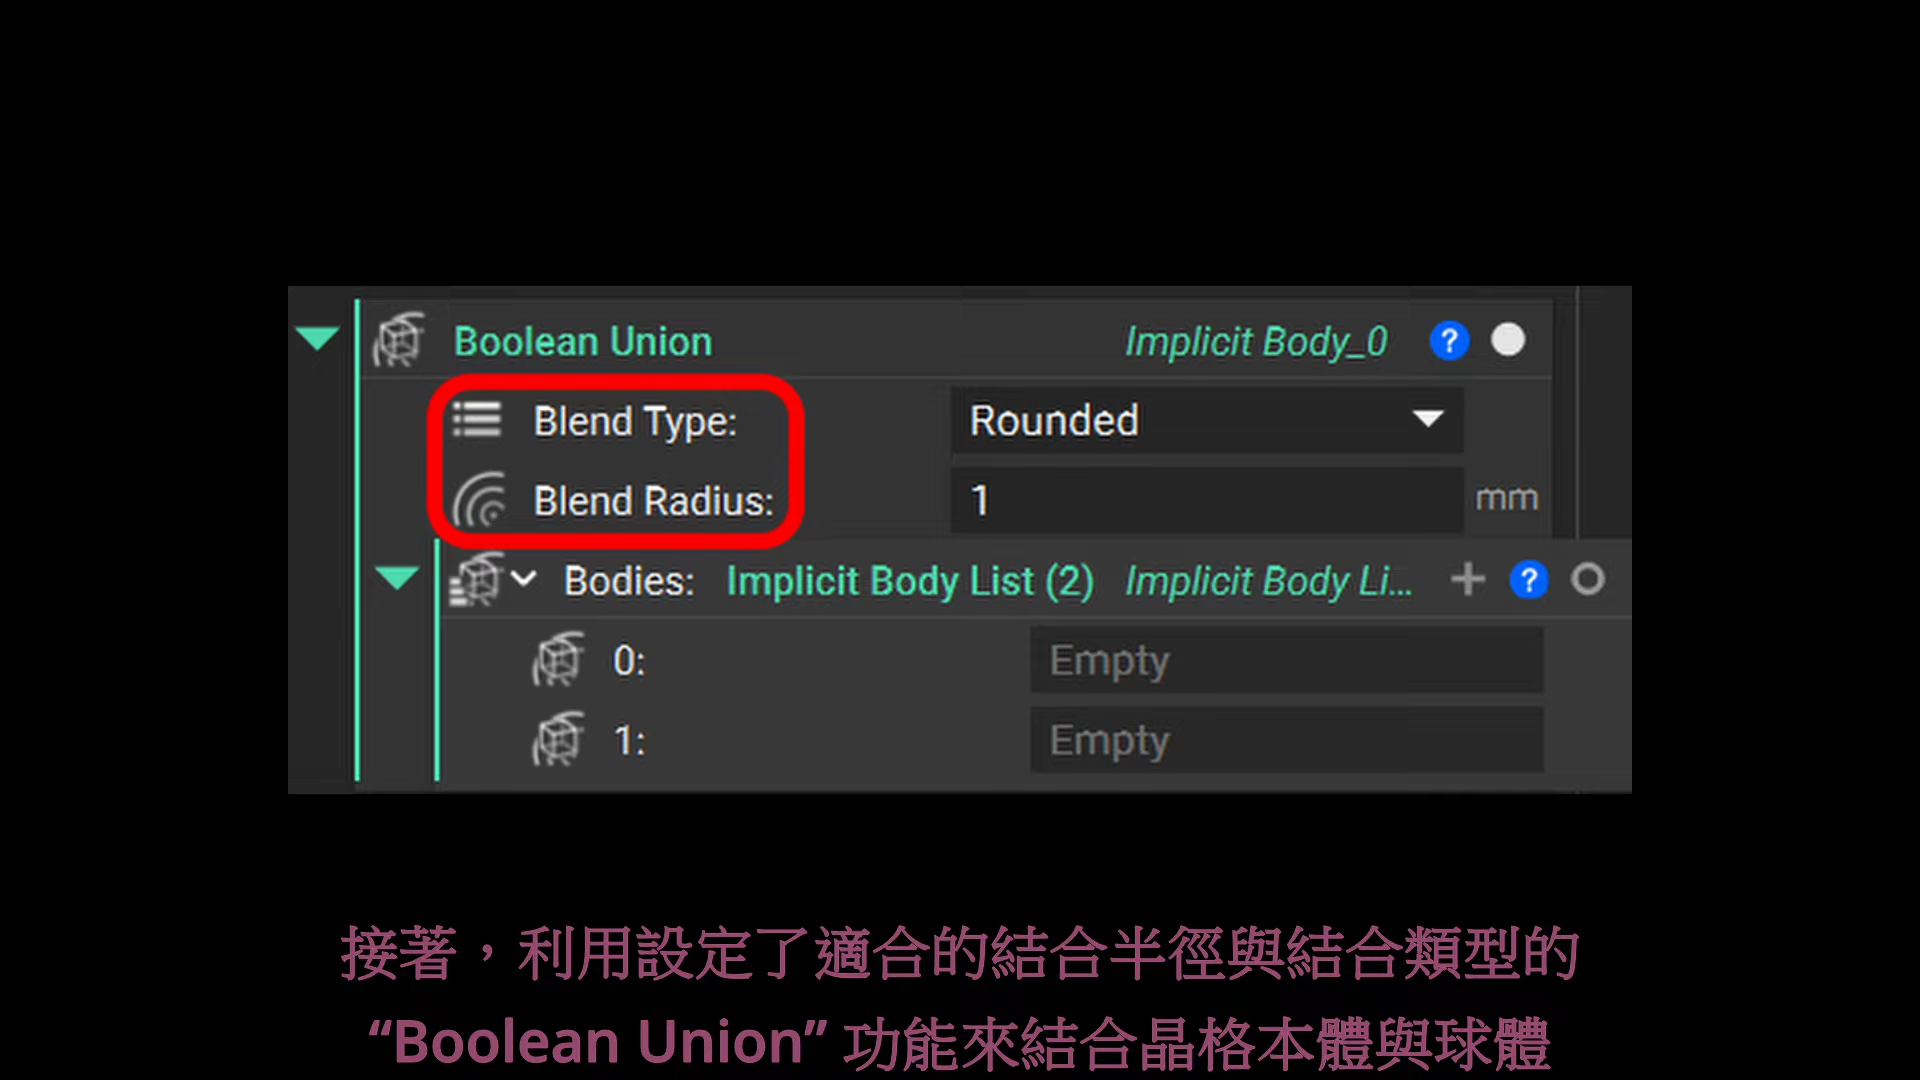 Boolean Union Implicit Body_0 ?
Blend Type: Rounded
Blend Radius: 1 mm
Bodies: Implicit Body List (2) Implicit Body Li... + ?
0: Empty
1: Empty
接著，利用設定了適合的結合半徑與結合類型的
“Boolean Union” 功能來結合晶格本體與球體